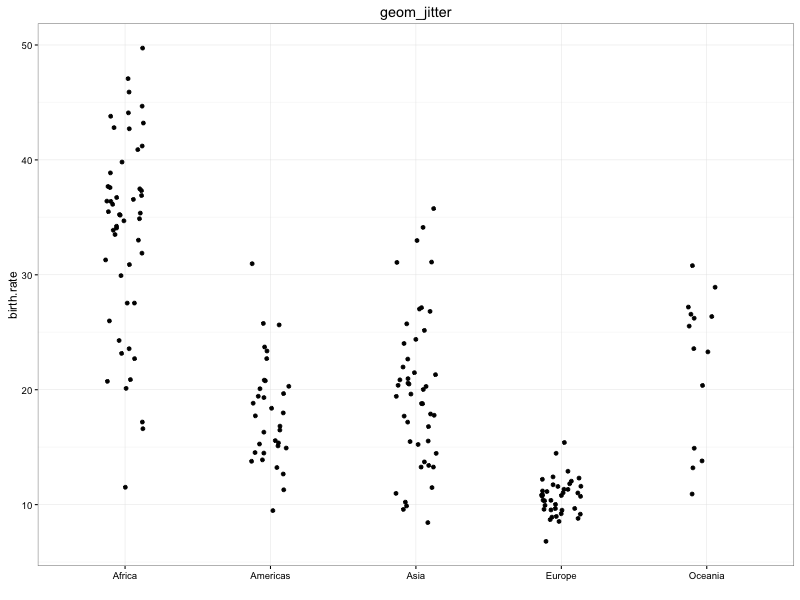 geom_jitter
birth.rate
50
40
30
20
10
Africa
Americas
Asia
Europe
Oceania